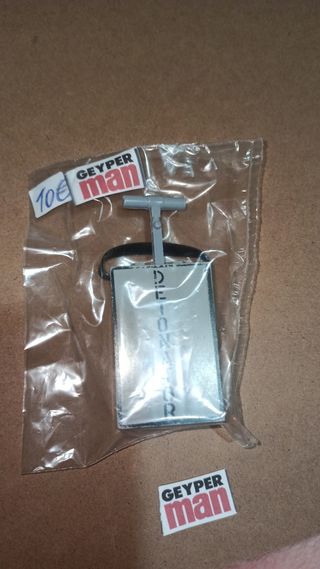 10€
GEYPER
man
DETONATOR
GEYPER
man